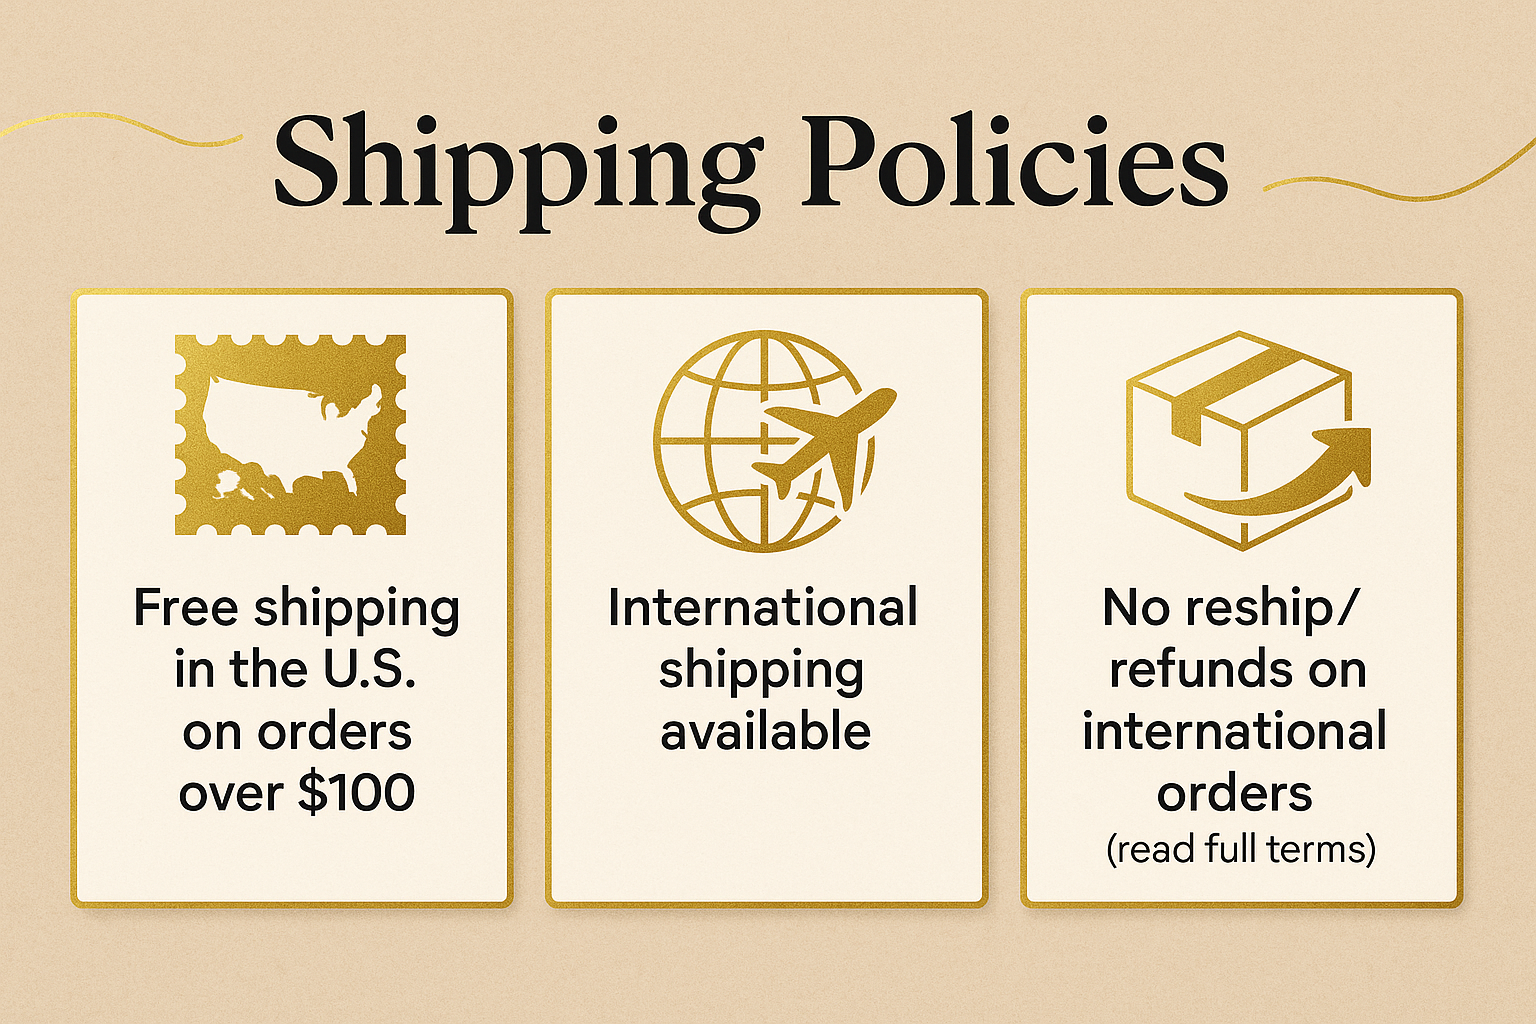 Shipping Policies
Free shipping
in the U.S.
on orders
over $100
International
shipping
available
No reship/
refunds on
international
orders
(read full terms)